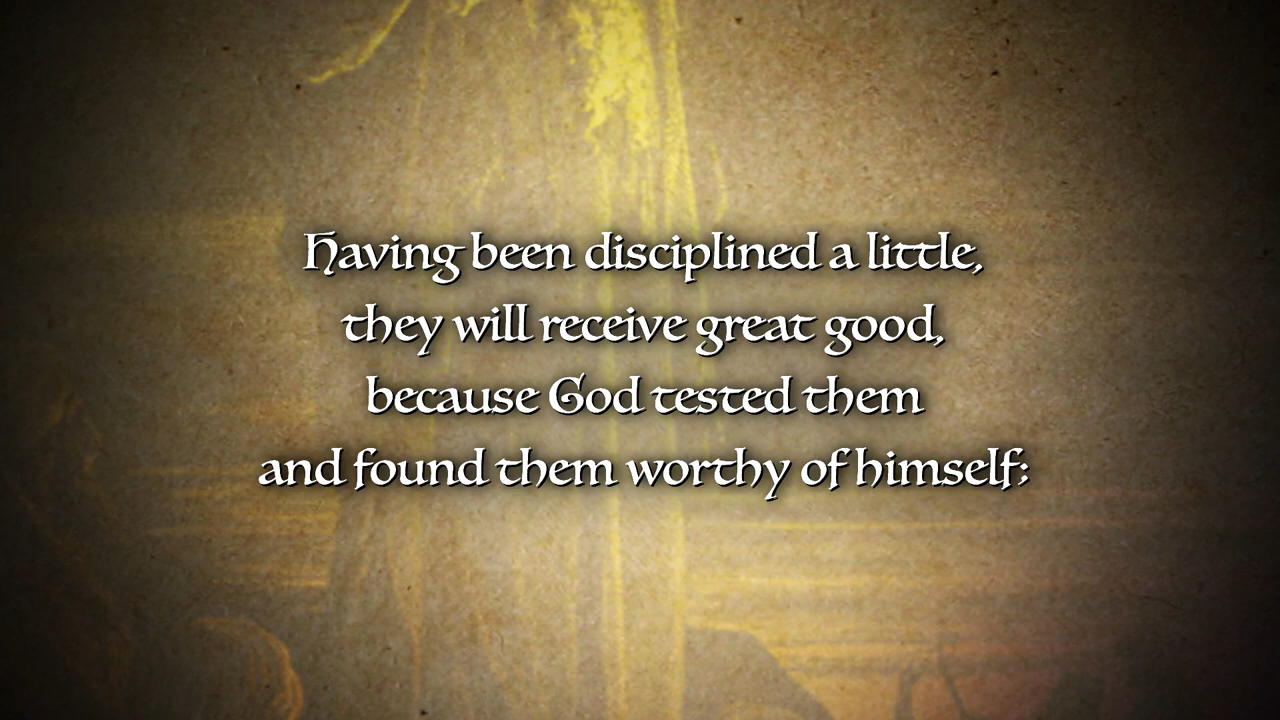 Having been disciplined a little,
they will receive great good,
because God tested them
and found them worthy of himself;